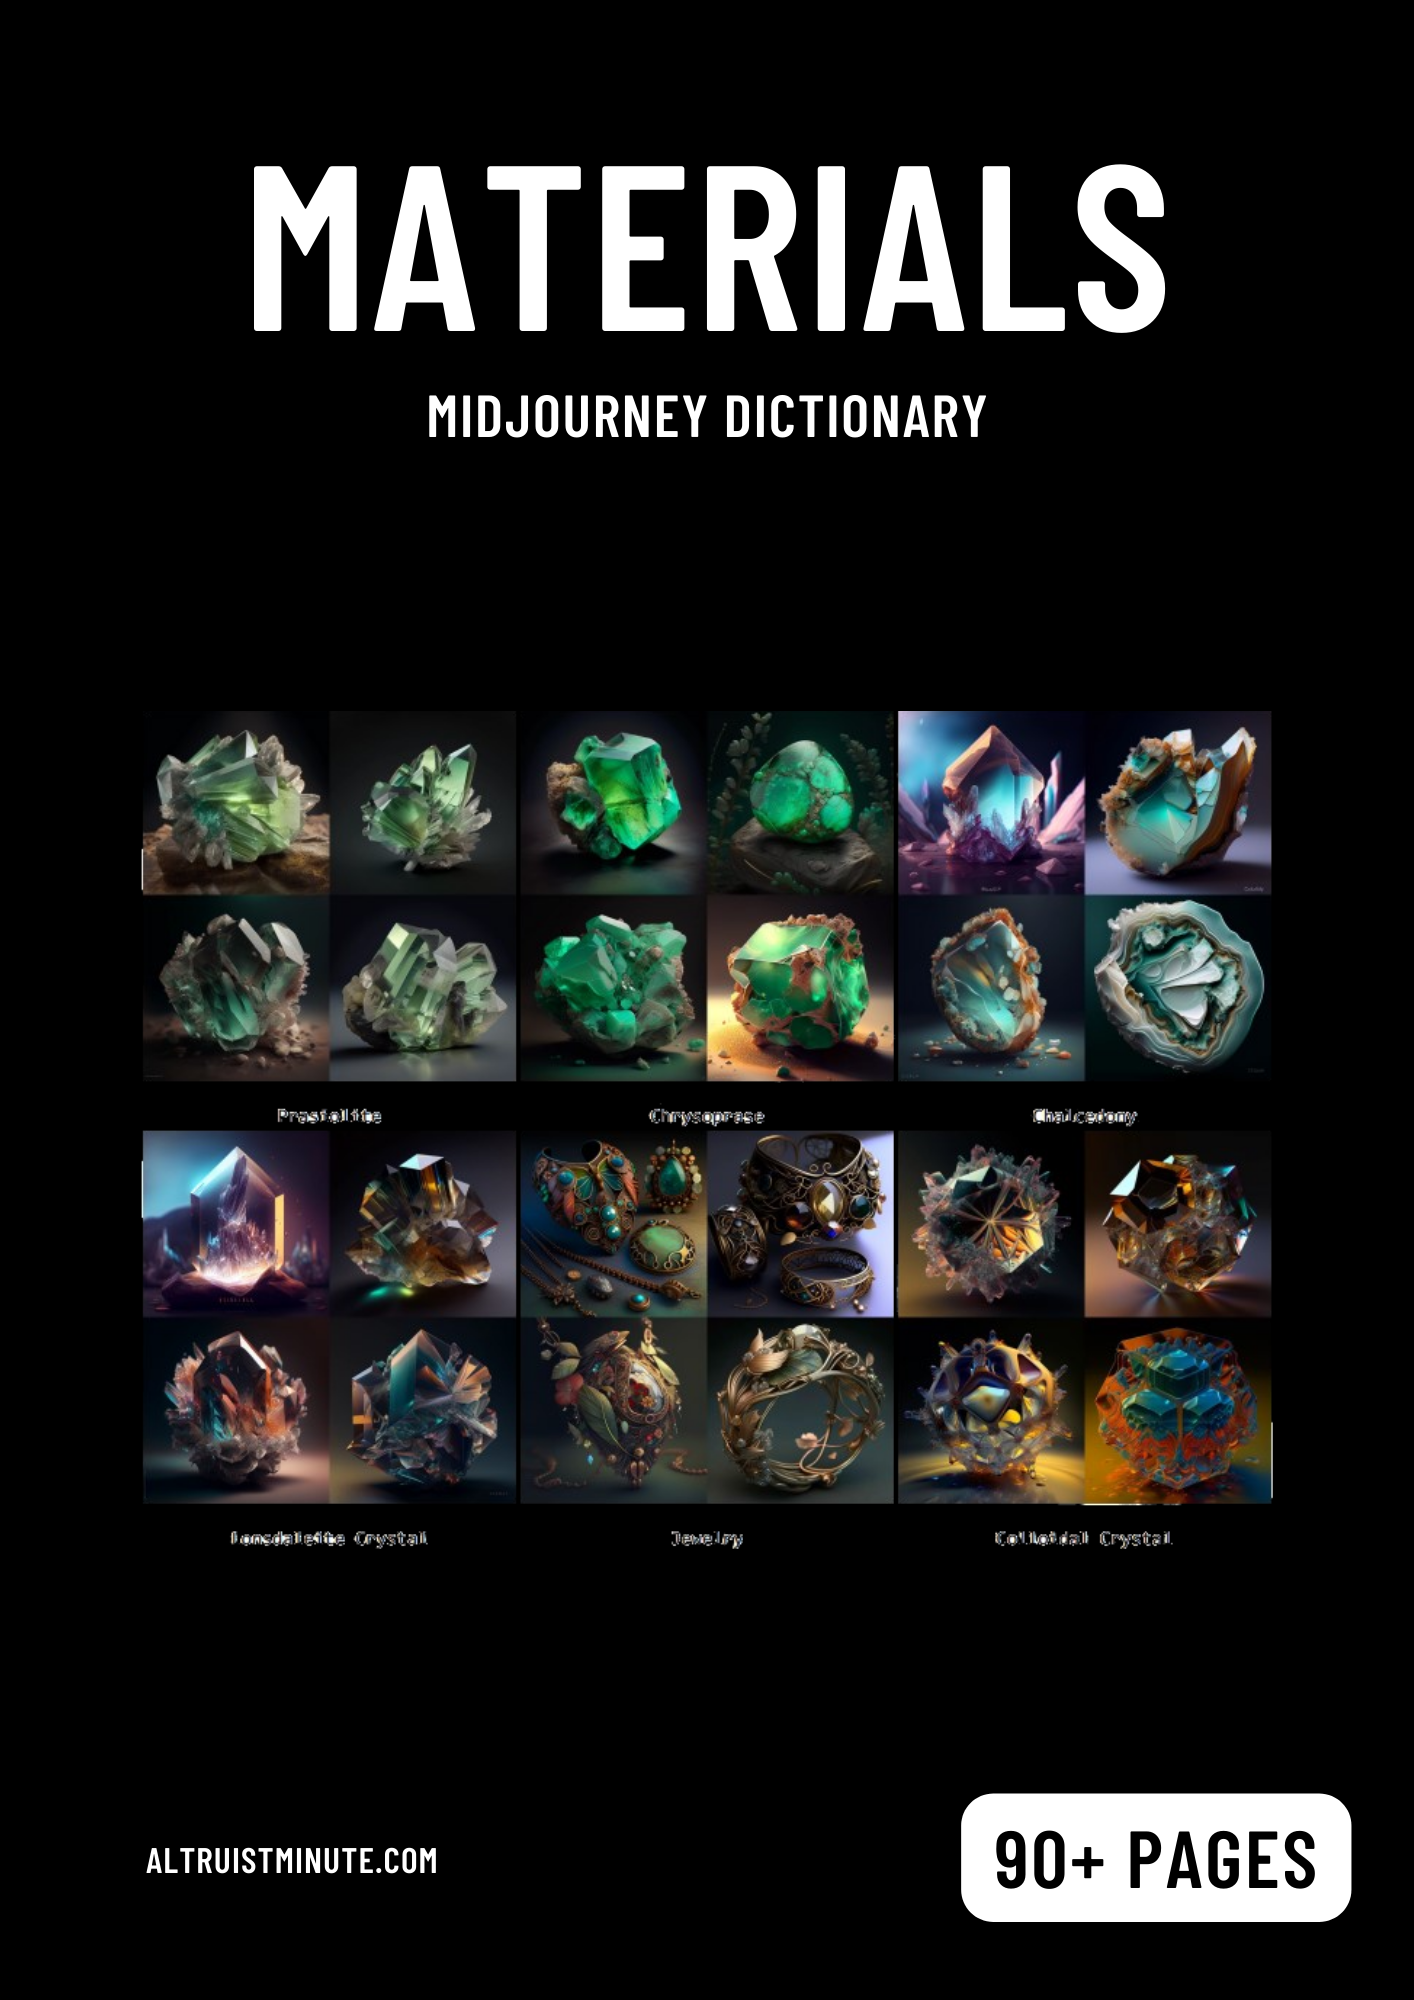 MATERIALS
MIDJOURNEY DICTIONARY
Prasiolite Chrysoprase Chalcedony
Lonsdaleite Crystal Jewelry Colloidal Crystal
ALTRUISTMINUTE.COM
90+ PAGES